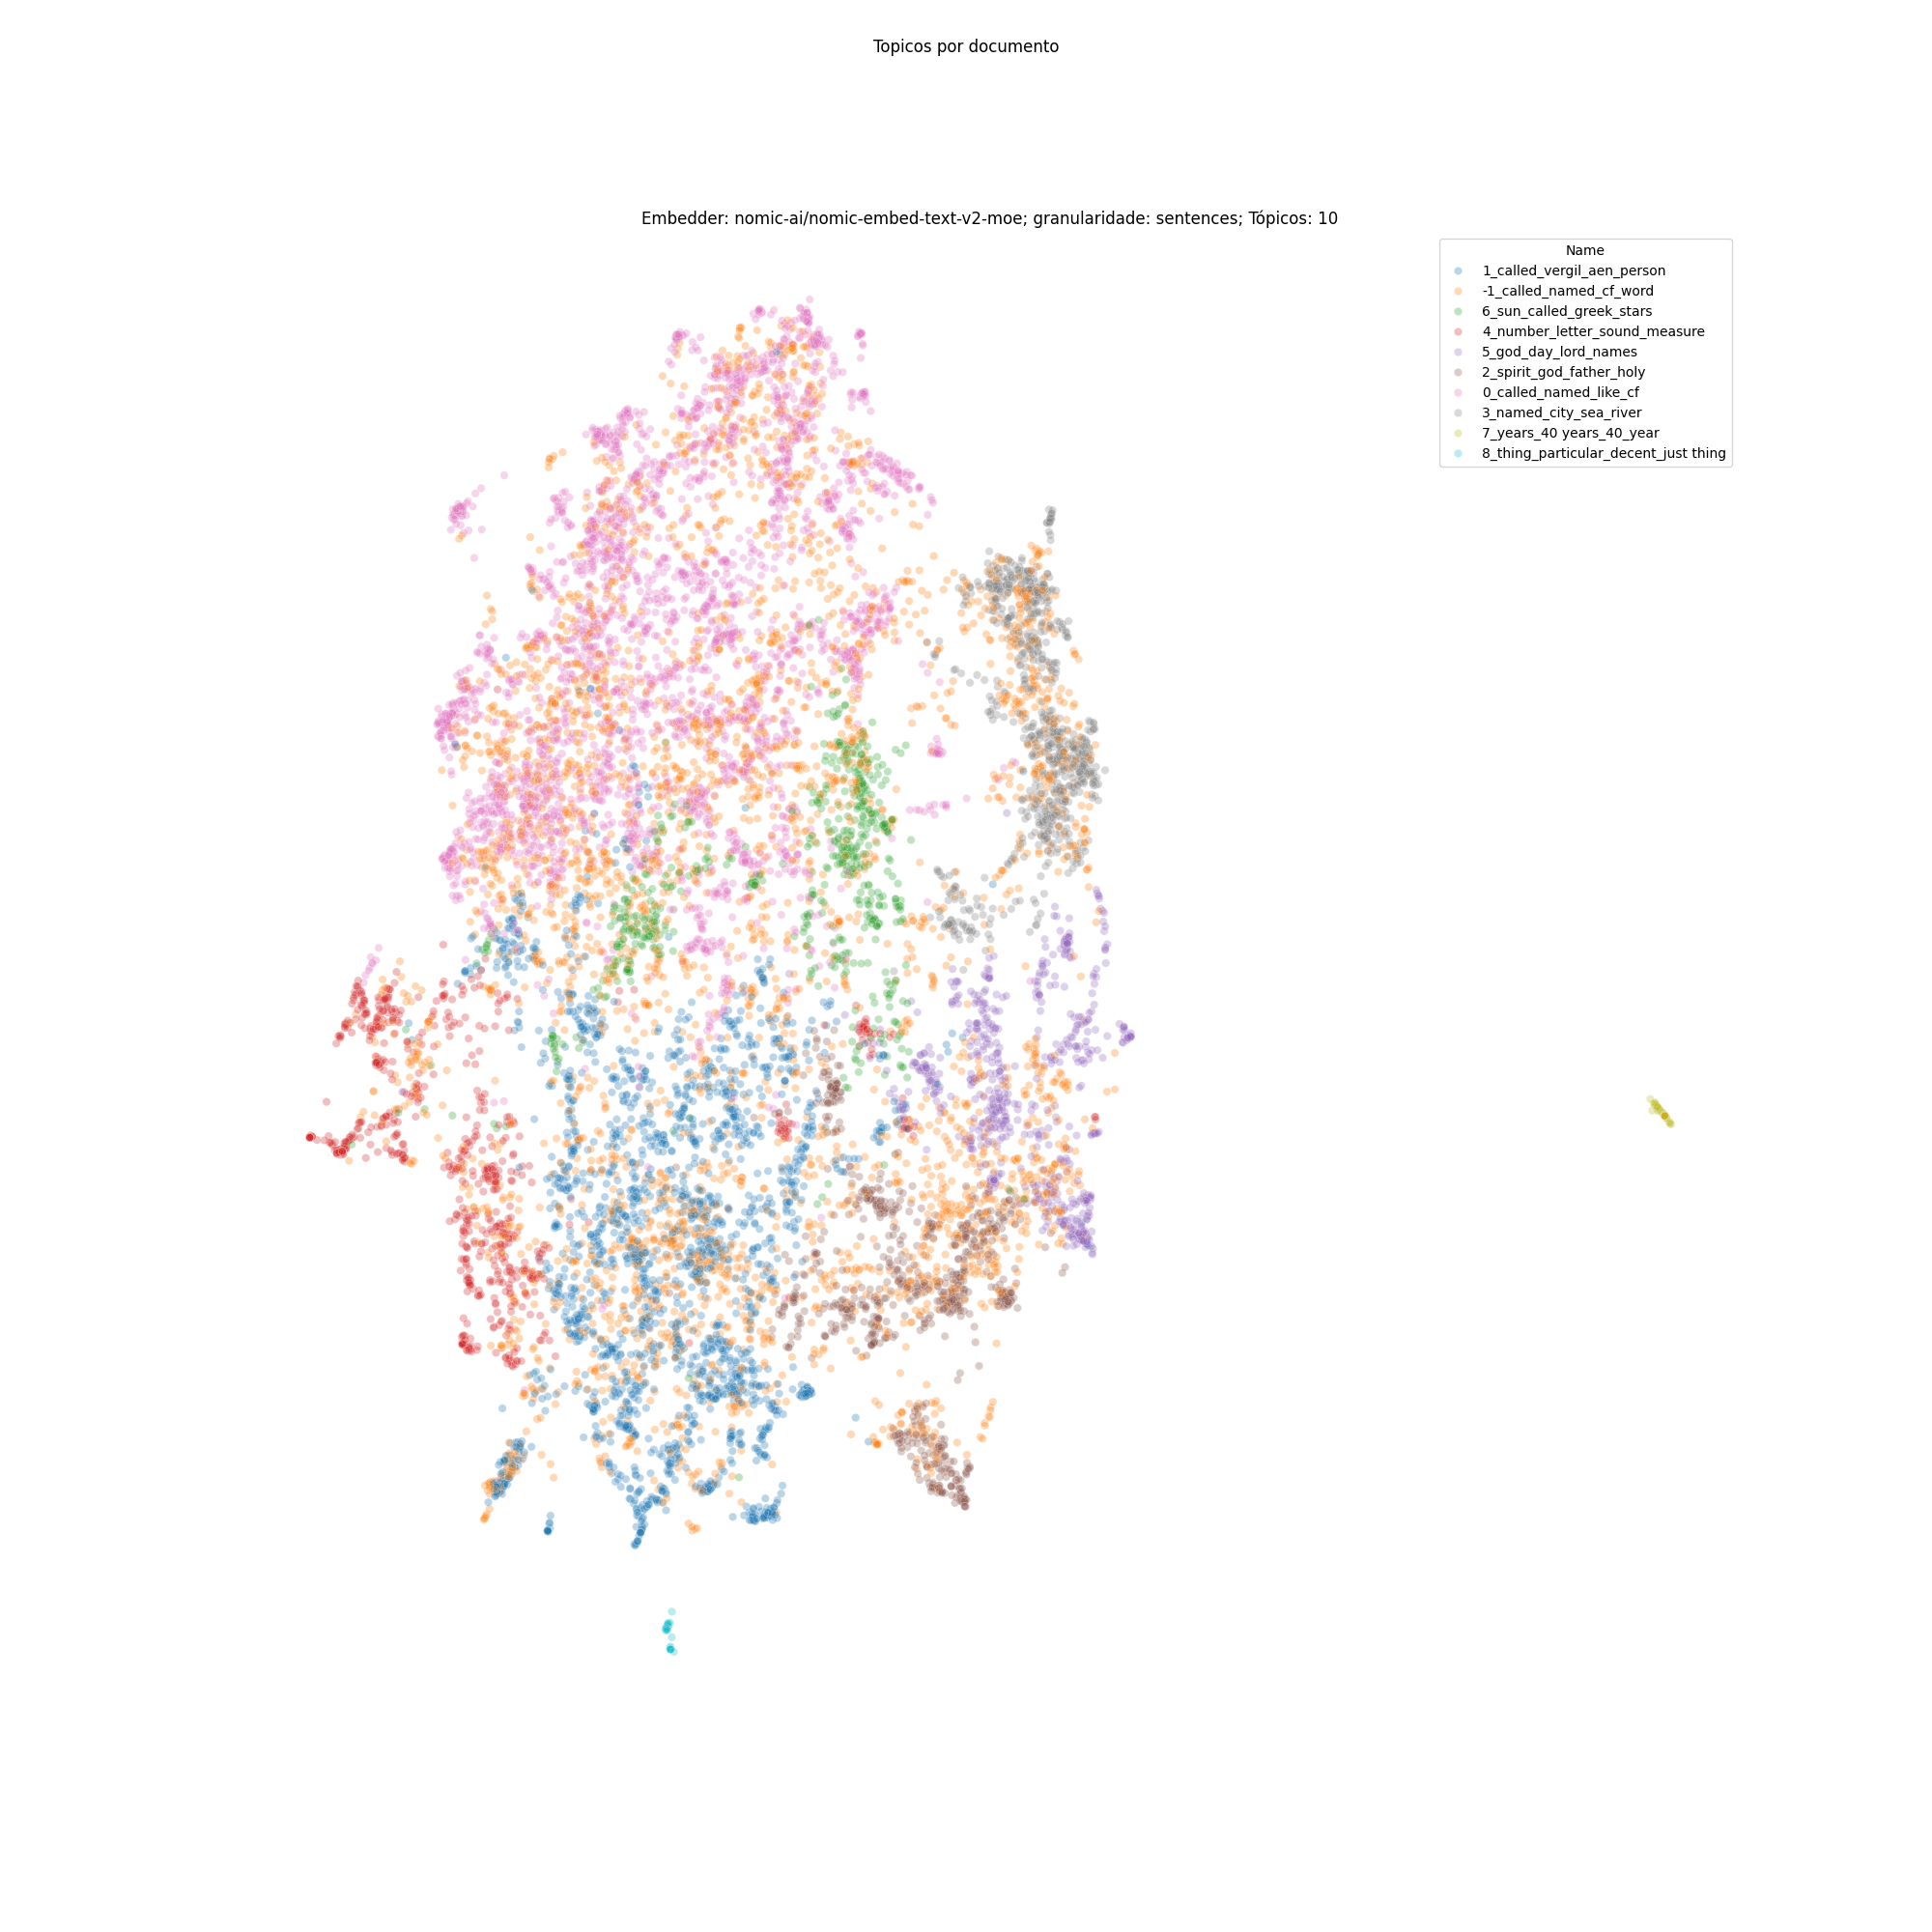 Topicos por documento
Embedder: nomic-ai/nomic-embed-text-v2-moe; granularidade: sentences; Tópicos: 10
Name
1_called_vergil_aen_person
-1_called_named_cf_word
6_sun_called_greek_stars
4_number_letter_sound_measure
5_god_day_lord_names
2_spirit_god_father_holy
0_called_named_like_cf
3_named_city_sea_river
7_years_40 years_40_year
8_thing_particular_decent_just thing